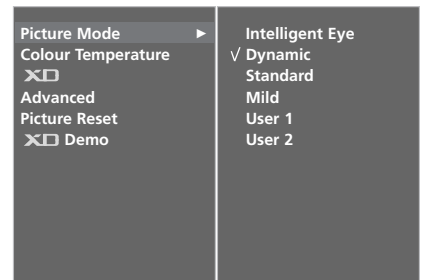 Picture Mode ►
Colour Temperature
XD
Advanced
Picture Reset
XD Demo
Intelligent Eye
√ Dynamic
Standard
Mild
User 1
User 2